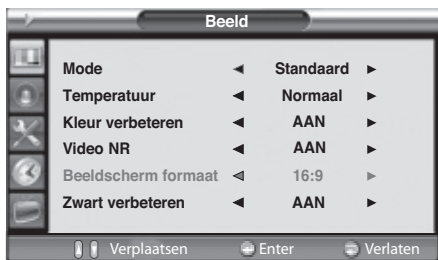 Beeld
Mode ◄ Standaard ►
Temperatuur ◄ Normaal ►
Kleur verbeteren ◄ AAN ►
Video NR ◄ AAN ►
Beeldscherm formaat ◄ 16:9 ►
Zwart verbeteren ◄ AAN ►
Verplaatsen Enter Verlaten